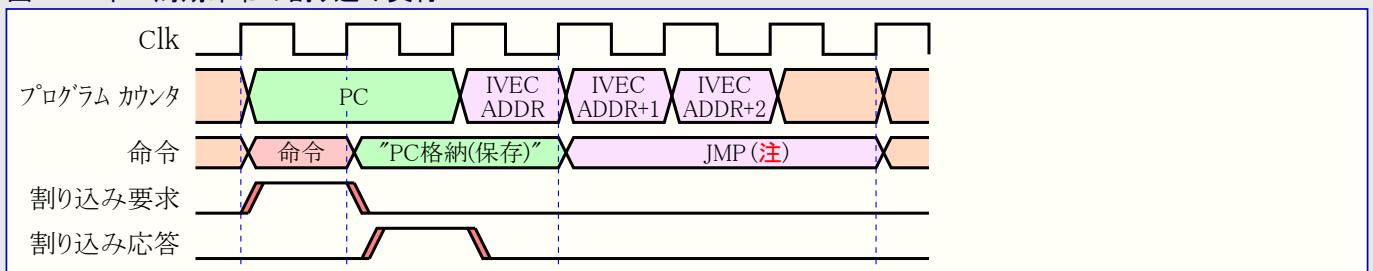 Clk
プログラム カウンタ
PC
IVEC
ADDR
IVEC
ADDR+1
IVEC
ADDR+2
命令
命令
"PC格納(保存)"
JMP (注)
割り込み要求
割り込み応答